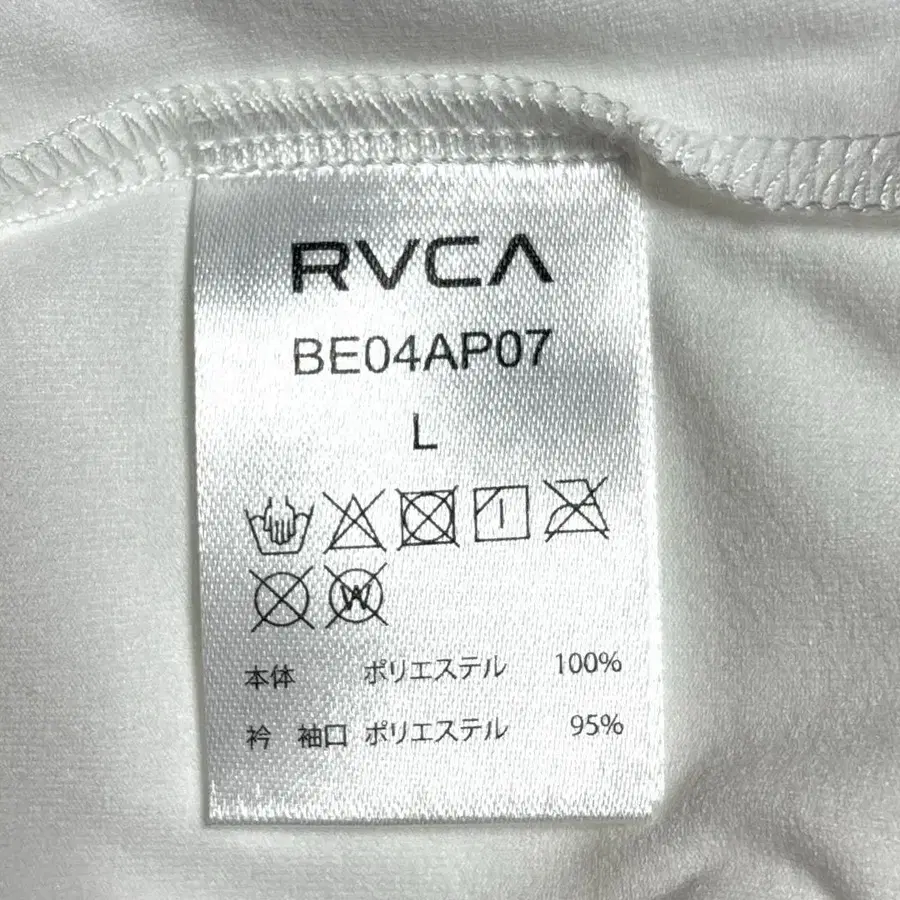 RVCA
BE04AP07
L
W
本体 ポリエステル 100%
衿 袖口 ポリエステル 95%